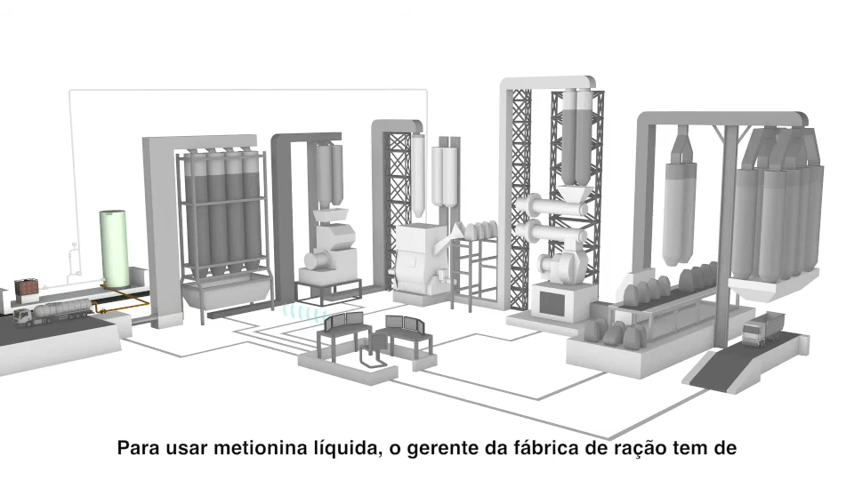 Para usar metionina líquida, o gerente da fábrica de ração tem de